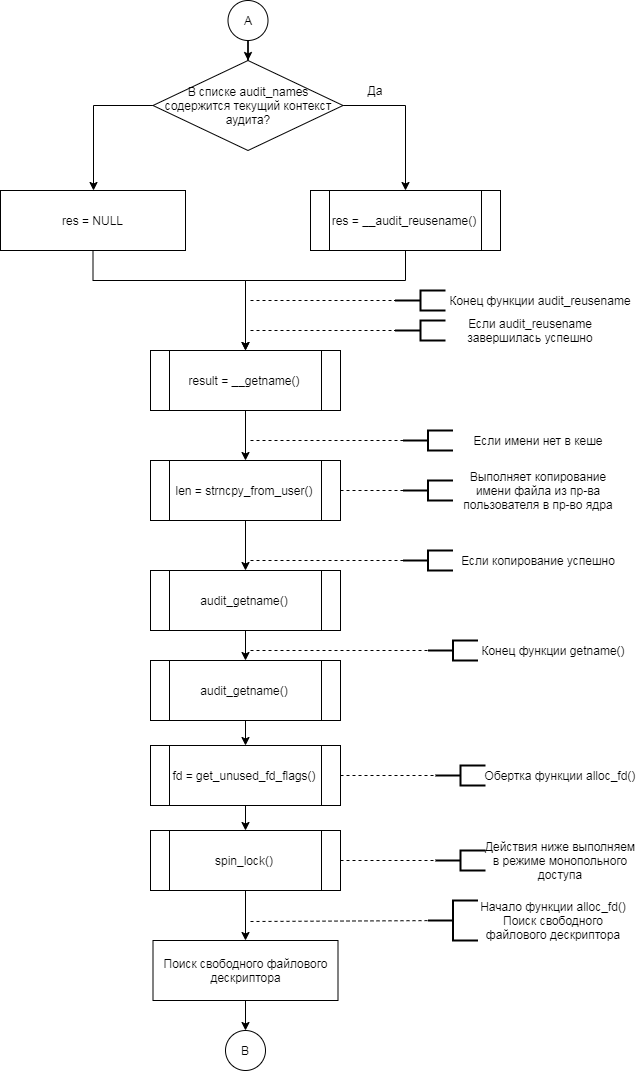 A
В списке audit_names
содержится текущий контекст
аудита?
Да
res = NULL
res = __audit_reusename()
Конец функции audit_reusename
Если audit_reusename
завершилась успешно
result = __getname()
Если имени нет в кеше
len = strncpy_from_user()
Выполняет копирование
имени файла из пр-ва
пользователя в пр-во ядра
Если копирование успешно
audit_getname()
Конец функции getname()
audit_getname()
fd = get_unused_fd_flags()
Обертка функции alloc_fd()
spin_lock()
Действия ниже выполняем
в режиме монопольного
доступа
Начало функции alloc_fd()
Поиск свободного
файлового дескриптора
Поиск свободного файлового
дескриптора
B